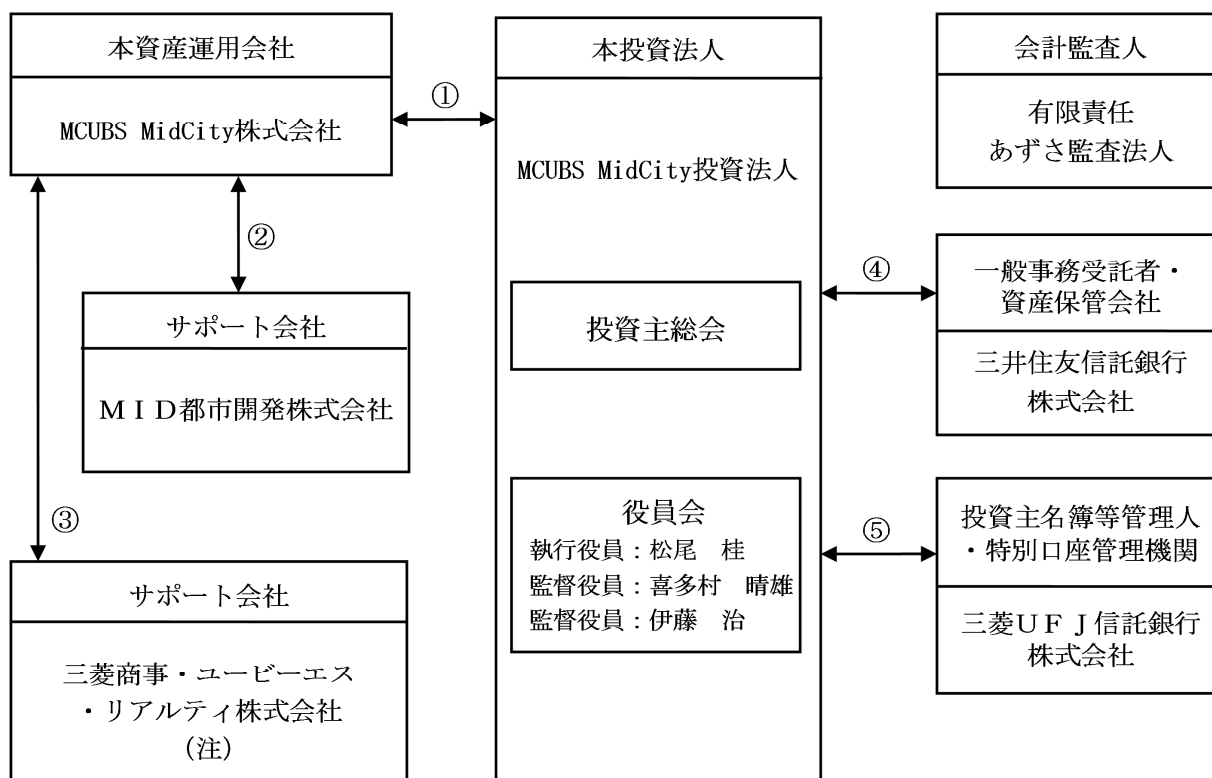 本資産運用会社
MCUBS MidCity株式会社
①
②
サポート会社
ＭＩＤ都市開発株式会社
③
サポート会社
三菱商事・ユービーエス
・リアルティ株式会社
（注）
本投資法人
MCUBS MidCity投資法人
投資主総会
役員会
執行役員：松尾　桂
監督役員：喜多村　晴雄
監督役員：伊藤　治
会計監査人
有限責任
あずさ監査法人
④
一般事務受託者・
資産保管会社
三井住友信託銀行
株式会社
⑤
投資主名簿等管理人
・特別口座管理機関
三菱ＵＦＪ信託銀行
株式会社